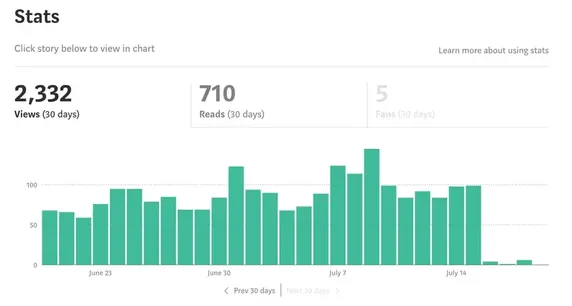 Stats
Click story below to view in chart
Learn more about using stats
2,332
Views (30 days)
710
Reads (30 days)
5
Fans (30 days)
100
50
0
June 23
June 30
July 7
July 14
Prev 30 days
Next 30 days